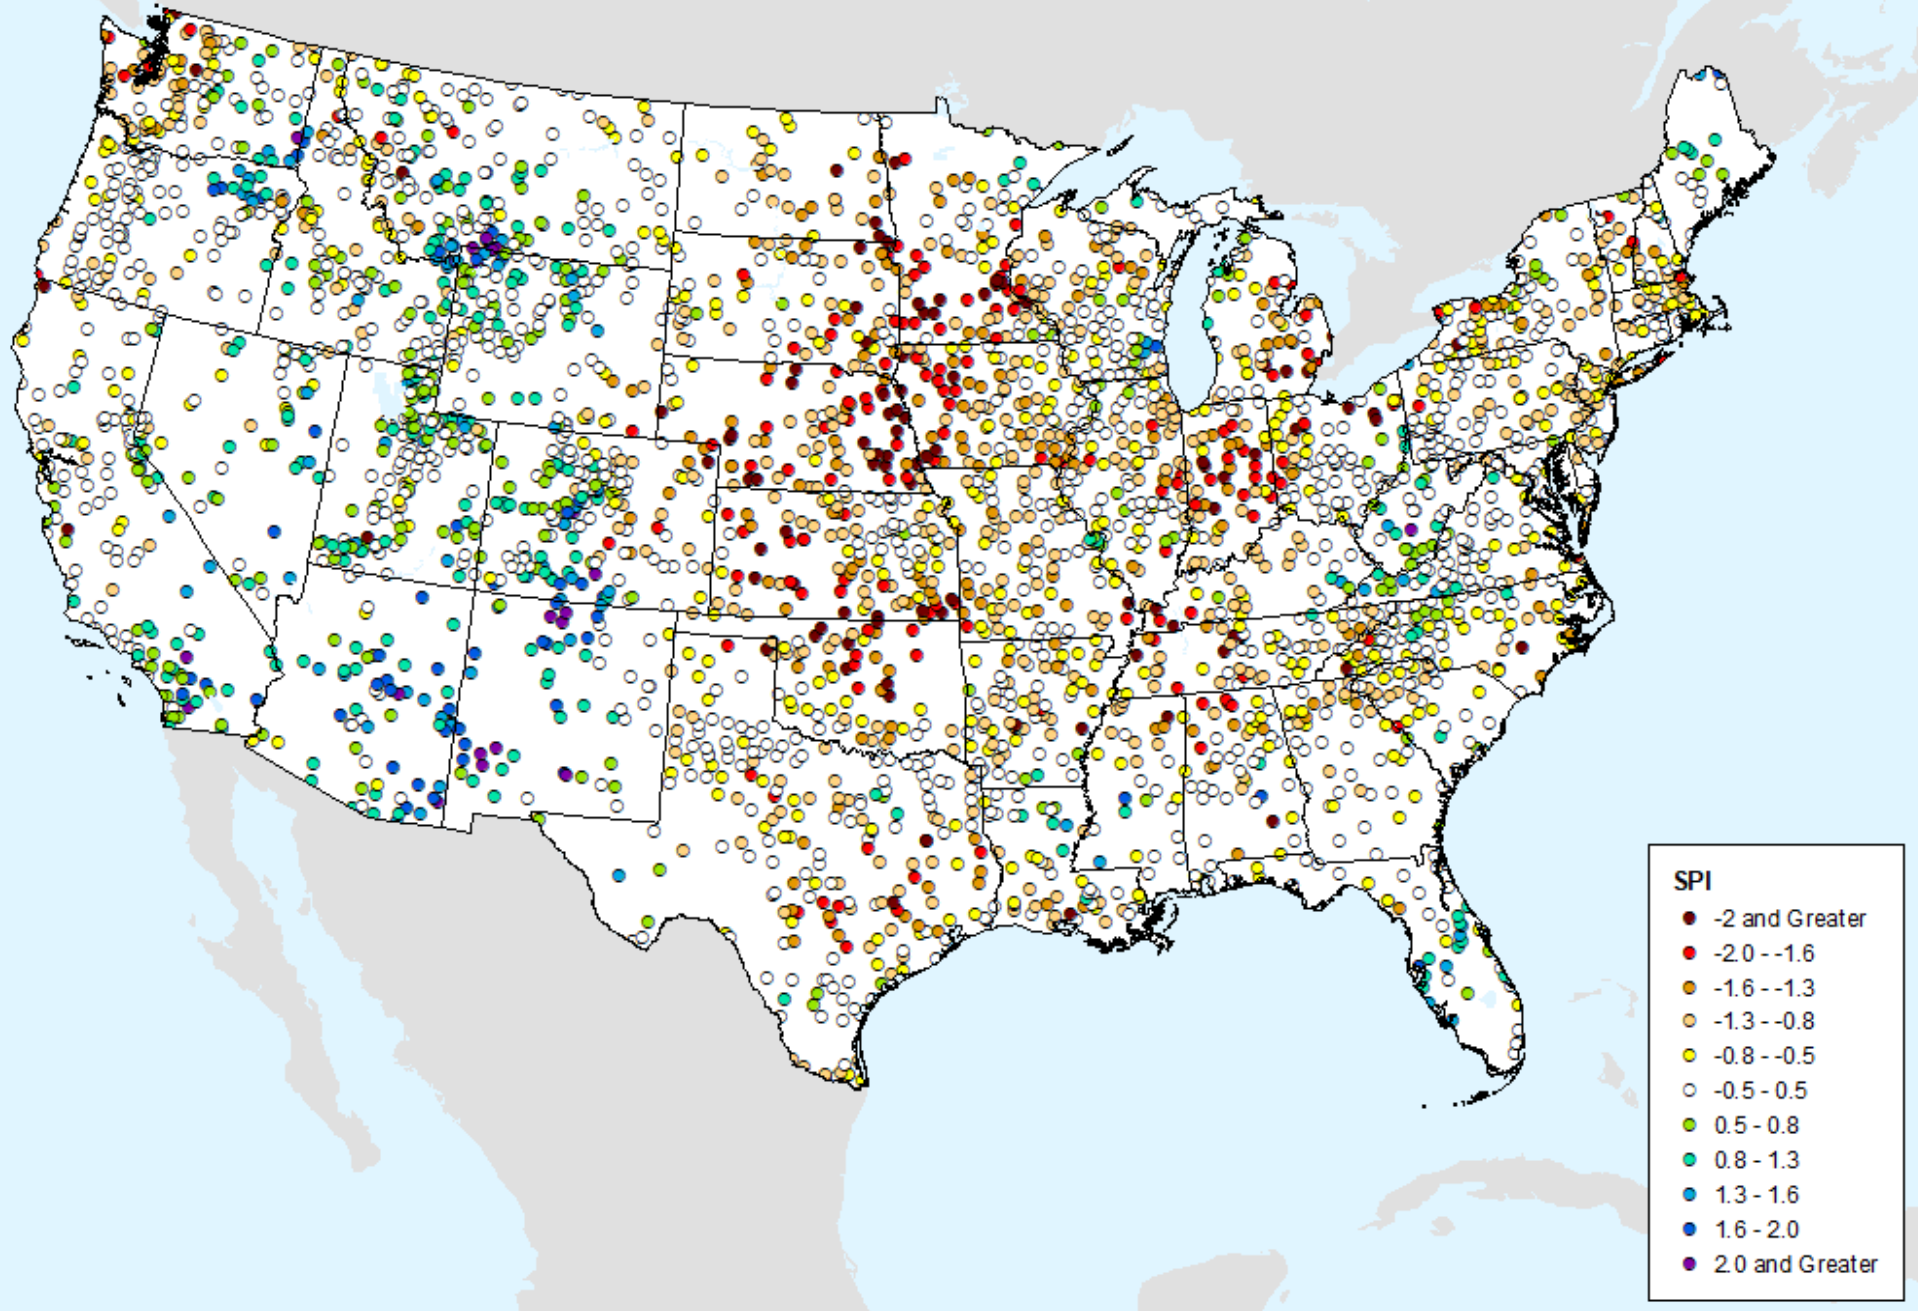 SPI
-2 and Greater
-2.0 - -1.6
-1.6 - -1.3
-1.3 - -0.8
-0.8 - -0.5
-0.5 - 0.5
0.5 - 0.8
0.8 - 1.3
1.3 - 1.6
1.6 - 2.0
2.0 and Greater